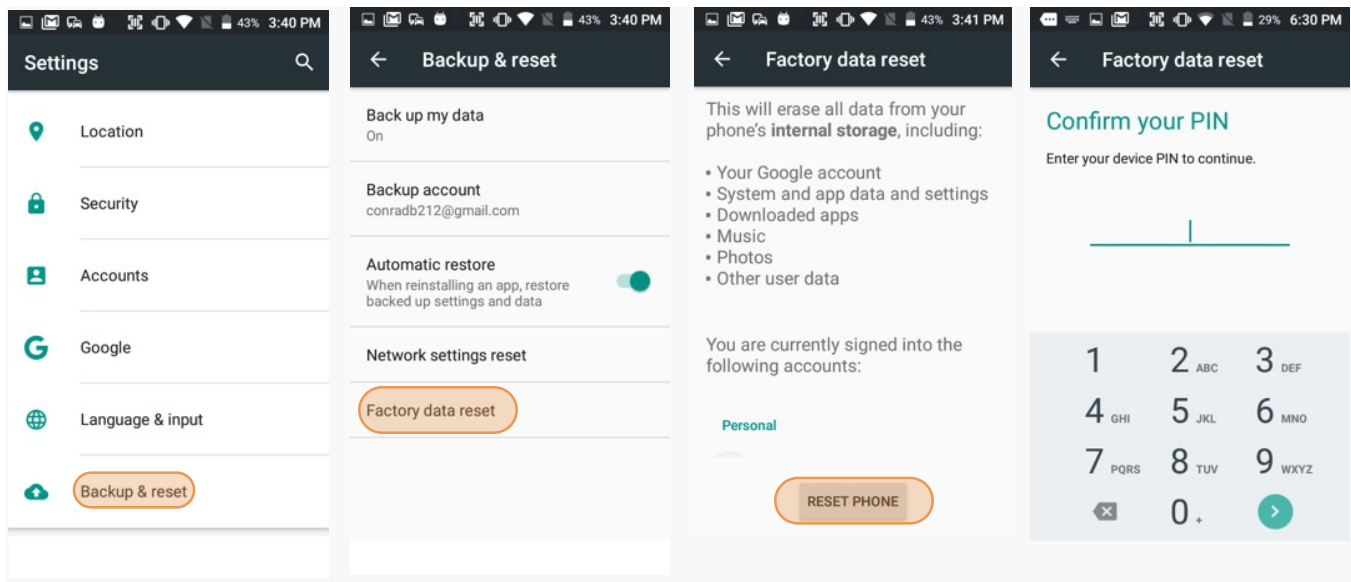 43% 3:40 PM
Settings
Location
Security
Accounts
Google
Language & input
Backup & reset
43% 3:40 PM
Backup & reset
Back up my data
On
Backup account
conradb212@gmail.com
Automatic restore
When reinstalling an app, restore
backed up settings and data
Network settings reset
Factory data reset
43% 3:41 PM
Factory data reset
This will erase all data from your
phone's internal storage, including:
• Your Google account
• System and app data and settings
• Downloaded apps
• Music
• Photos
• Other user data
You are currently signed into the
following accounts:
Personal
RESET PHONE
29% 6:30 PM
Factory data reset
Confirm your PIN
Enter your device PIN to continue.
1 2 ABC 3 DEF
4 GHI 5 JKL 6 MNO
7 PQRS 8 TUV 9 WXYZ
0 +